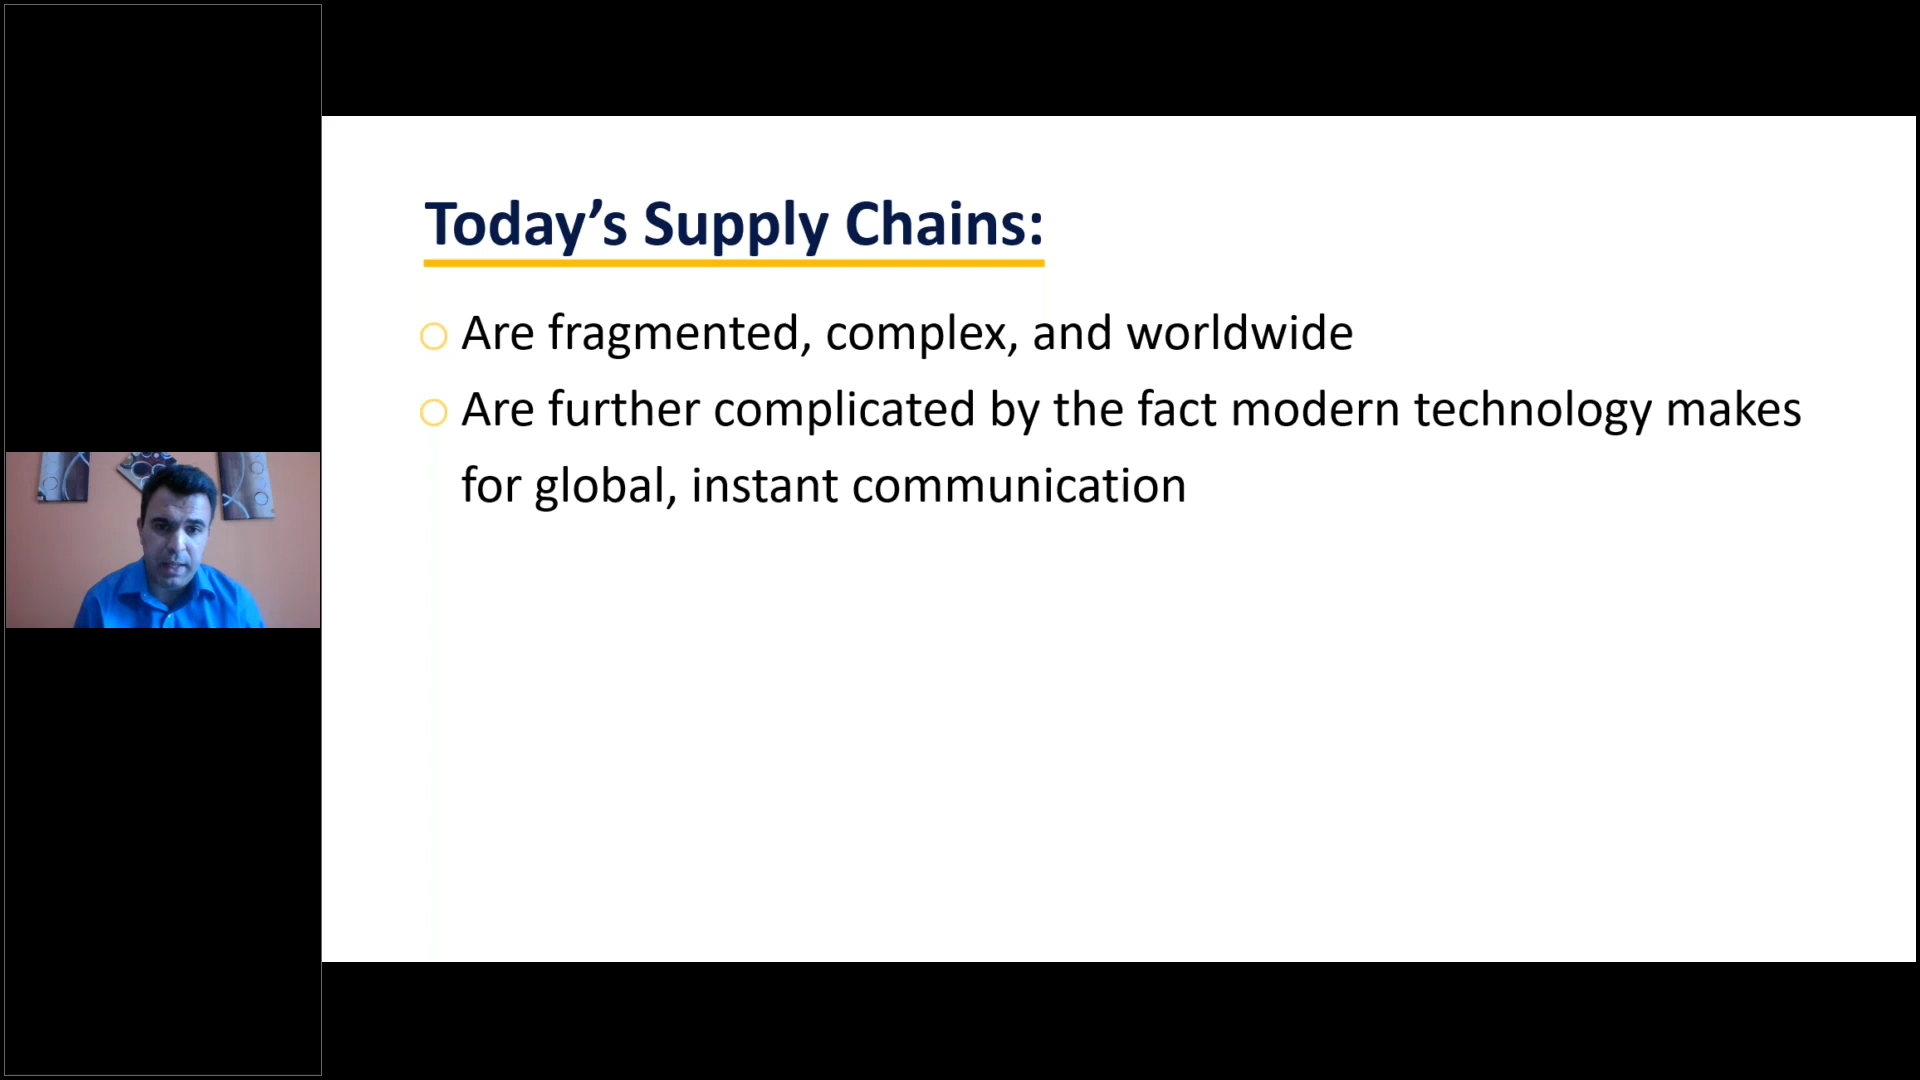 Today’s Supply Chains:
Are fragmented, complex, and worldwide
Are further complicated by the fact modern technology makes
for global, instant communication